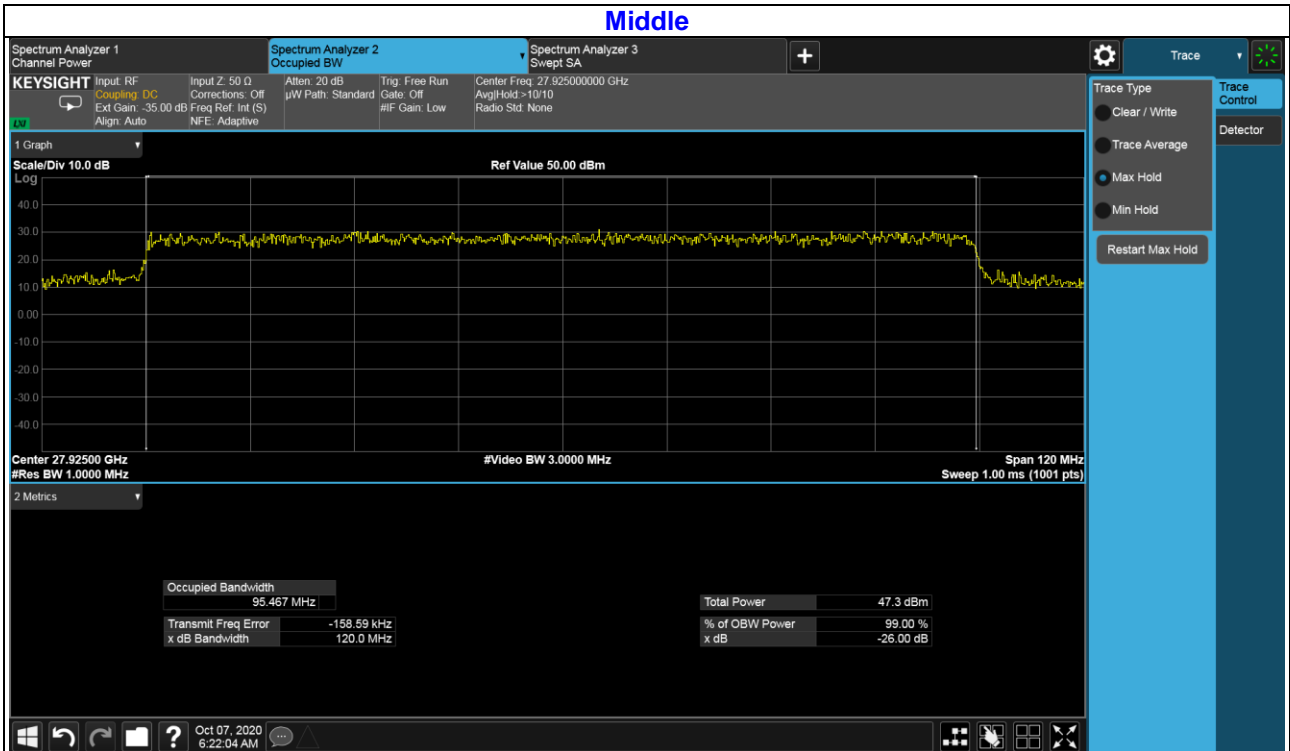 Middle
Spectrum Analyzer 1
Channel Power
Spectrum Analyzer 2
Occupied BW
Spectrum Analyzer 3
Swept SA
+
Trace
KEYSIGHT
Input: RF
Coupling: DC
Ext Gain: -35.00 dB
Align: Auto
Input Z: 50 Ω
Corrections: Off
Freq Ref: Int (S)
NFE: Adaptive
Atten: 20 dB
µW Path: Standard
Trig: Free Run
Gate: Off
#IF Gain: Low
Center Freq: 27.925000000 GHz
Avg|Hold:>10/10
Radio Std: None
LXI
Trace Type
Clear / Write
Trace Average
Max Hold
Min Hold
Restart Max Hold
Trace Control
Detector
1 Graph
Scale/Div 10.0 dB
Ref Value 50.00 dBm
Log
40.0
30.0
20.0
10.0
0.00
-10.0
-20.0
-30.0
-40.0
Center 27.92500 GHz
#Video BW 3.0000 MHz
Span 120 MHz
#Res BW 1.0000 MHz
Sweep 1.00 ms (1001 pts)
2 Metrics
Occupied Bandwidth
95.467 MHz
Total Power 47.3 dBm
Transmit Freq Error -158.59 kHz
% of OBW Power 99.00 %
x dB Bandwidth 120.0 MHz
x dB -26.00 dB
?
Oct 07, 2020
6:22:04 AM